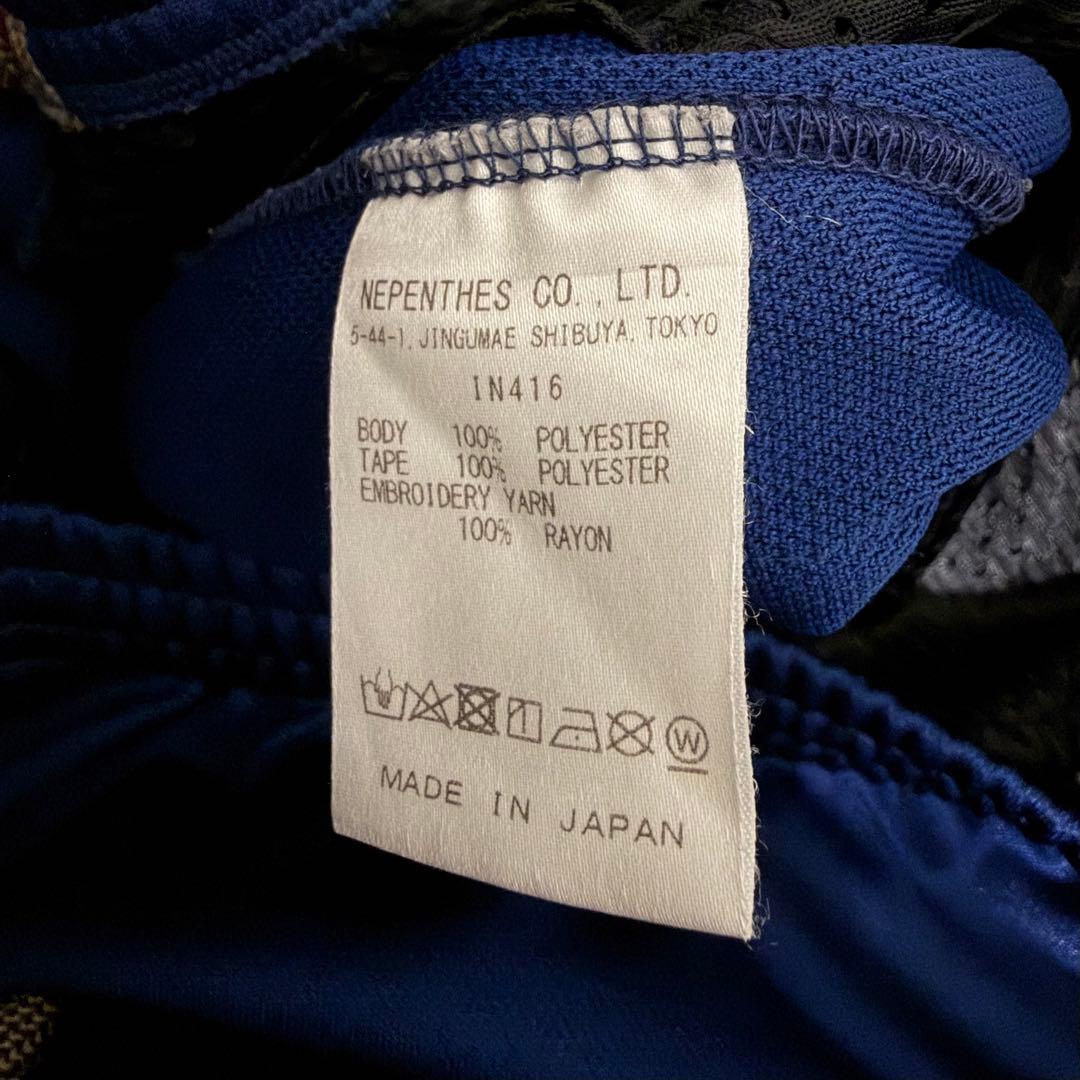 NEPENTHES CO., LTD.
5-44-1, JINGUMAE SHIBUYA, TOKYO
IN416
BODY 100% POLYESTER
TAPE 100% POLYESTER
EMBROIDERY YARN
100% RAYON
W
MADE IN JAPAN